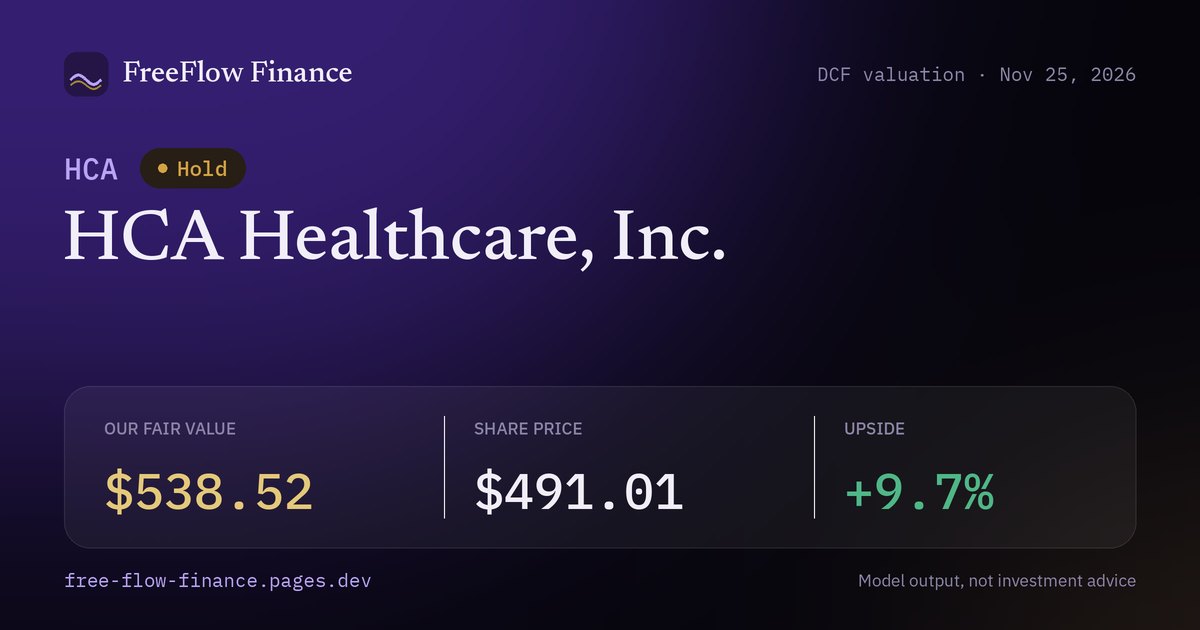 FreeFlow Finance
DCF valuation · Nov 25, 2026
HCA
Hold
HCA Healthcare, Inc.
OUR FAIR VALUE
$538.52
SHARE PRICE
$491.01
UPSIDE
+9.7%
free-flow-finance.pages.dev
Model output, not investment advice